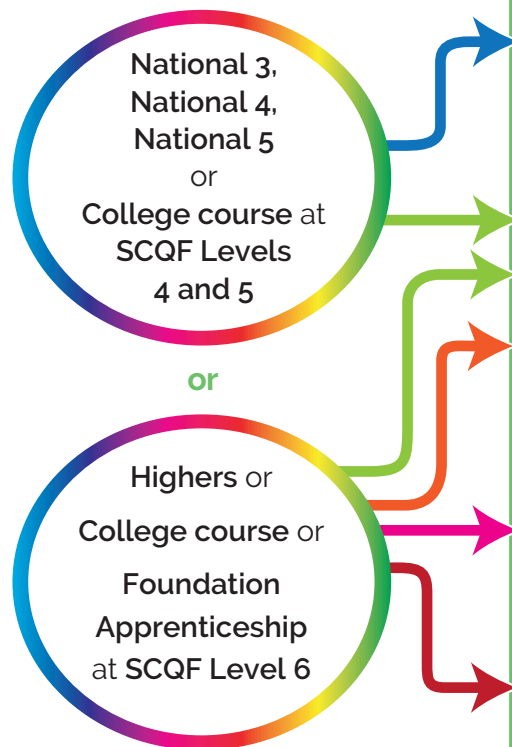 National 3,
National 4,
National 5
or
College course at
SCQF Levels
4 and 5
or
Highers or
College course or
Foundation
Apprenticeship
at SCQF Level 6